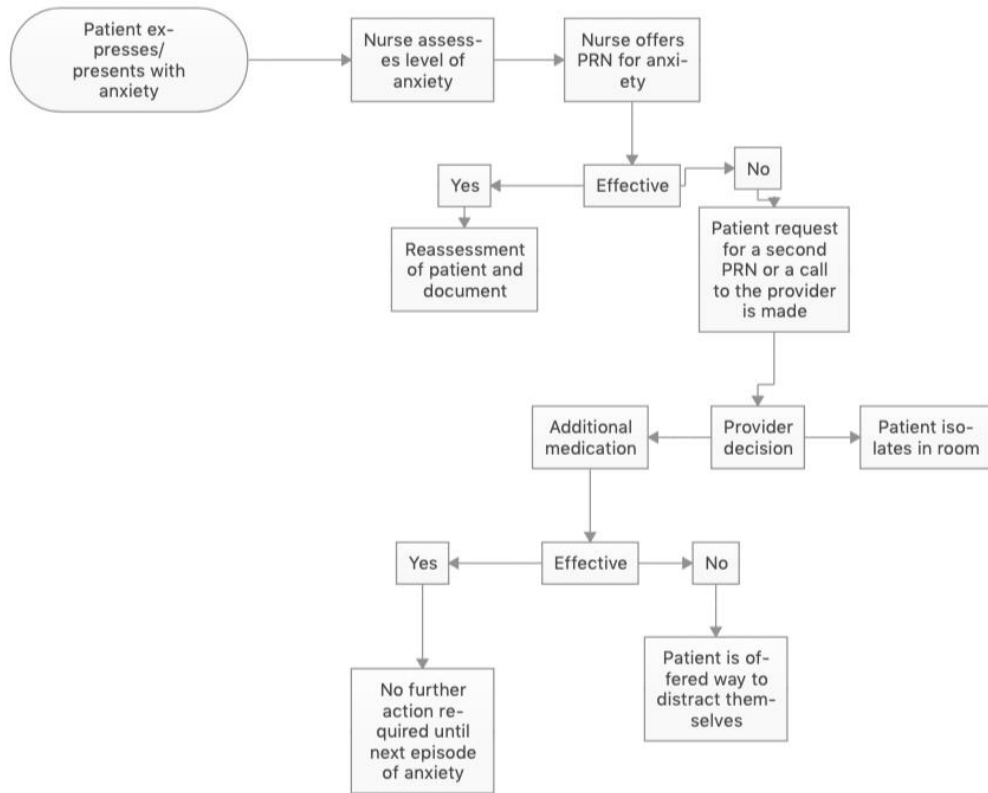 Patient ex-
presses/
presents with
anxiety
Nurse assess-
es level of
anxiety
Nurse offers
PRN for anxi-
ety
Yes
Effective
No
Reassessment
of patient and
document
Patient request
for a second
PRN or a call
to the provider
is made
Additional
medication
Provider
decision
Patient iso-
lates in room
Yes
Effective
No
No further
action re-
quired until
next episode
of anxiety
Patient is of-
fered way to
distract them-
selves